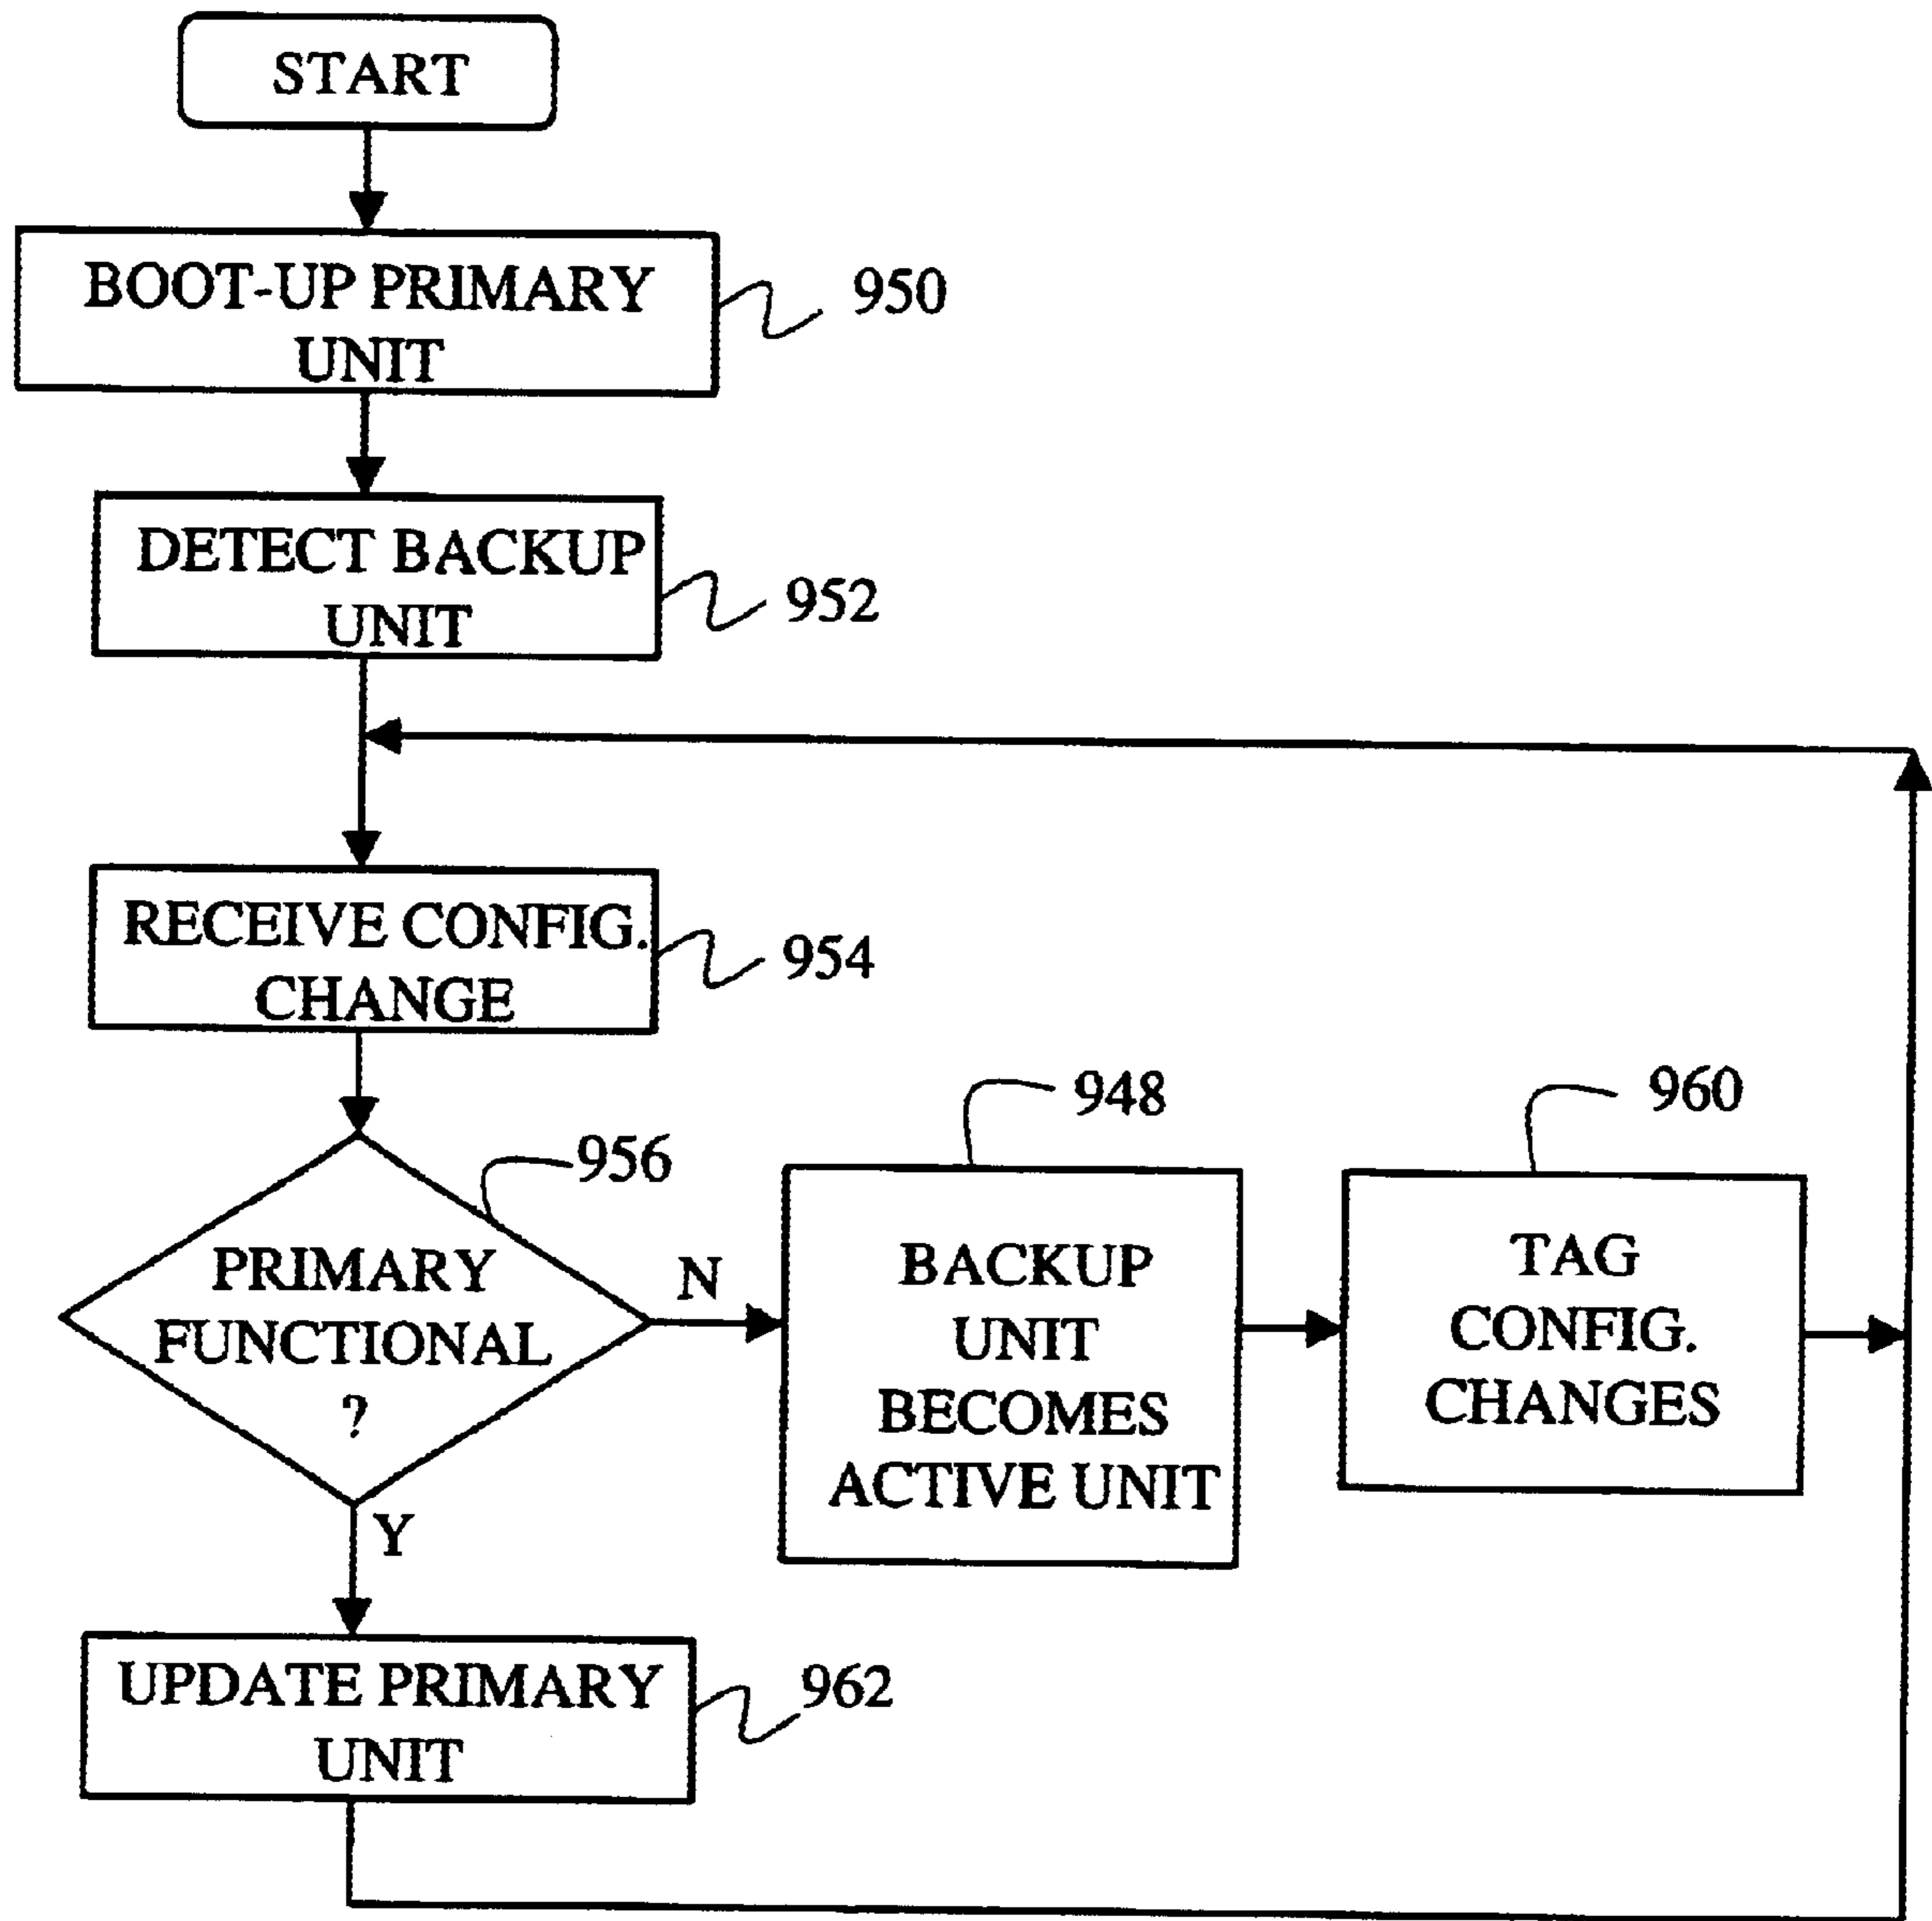 START
BOOT-UP PRIMARY
UNIT
950
DETECT BACKUP
UNIT
952
RECEIVE CONFIG.
CHANGE
954
956
PRIMARY
FUNCTIONAL
?
N
948
BACKUP
UNIT
BECOMES
ACTIVE UNIT
960
TAG
CONFIG.
CHANGES
Y
UPDATE PRIMARY
UNIT
962